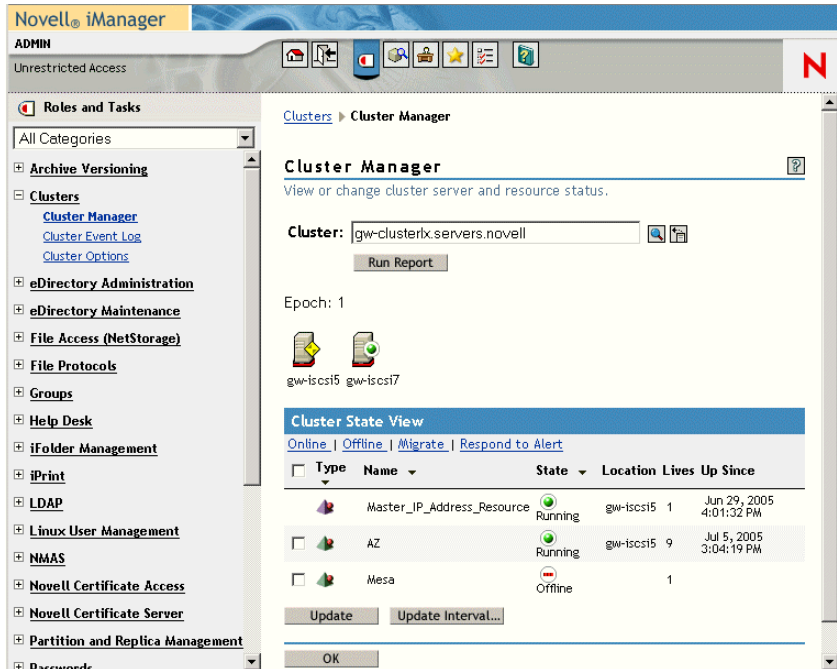 Novell® iManager
ADMIN
Unrestricted Access
N
Roles and Tasks
All Categories
Archive Versioning
Clusters
Cluster Manager
Cluster Event Log
Cluster Options
eDirectory Administration
eDirectory Maintenance
File Access (NetStorage)
File Protocols
Groups
Help Desk
iFolder Management
iPrint
LDAP
Linux User Management
NMAS
Novell Certificate Access
Novell Certificate Server
Partition and Replica Management
Passwords
Clusters Cluster Manager
Cluster Manager
View or change cluster server and resource status.
Cluster: gw-clusterlx.servers.novell
Run Report
Epoch: 1
gw-iscsi5 gw-iscsi7
Cluster State View
Online | Offline | Migrate | Respond to Alert
Type Name State Location Lives Up Since
Master_IP_Address_Resource Running gw-iscsi5 1 Jun 29, 2005 4:01:32 PM
AZ Running gw-iscsi5 9 Jul 5, 2005 3:04:19 PM
Mesa Offline 1
Update Update Interval...
OK